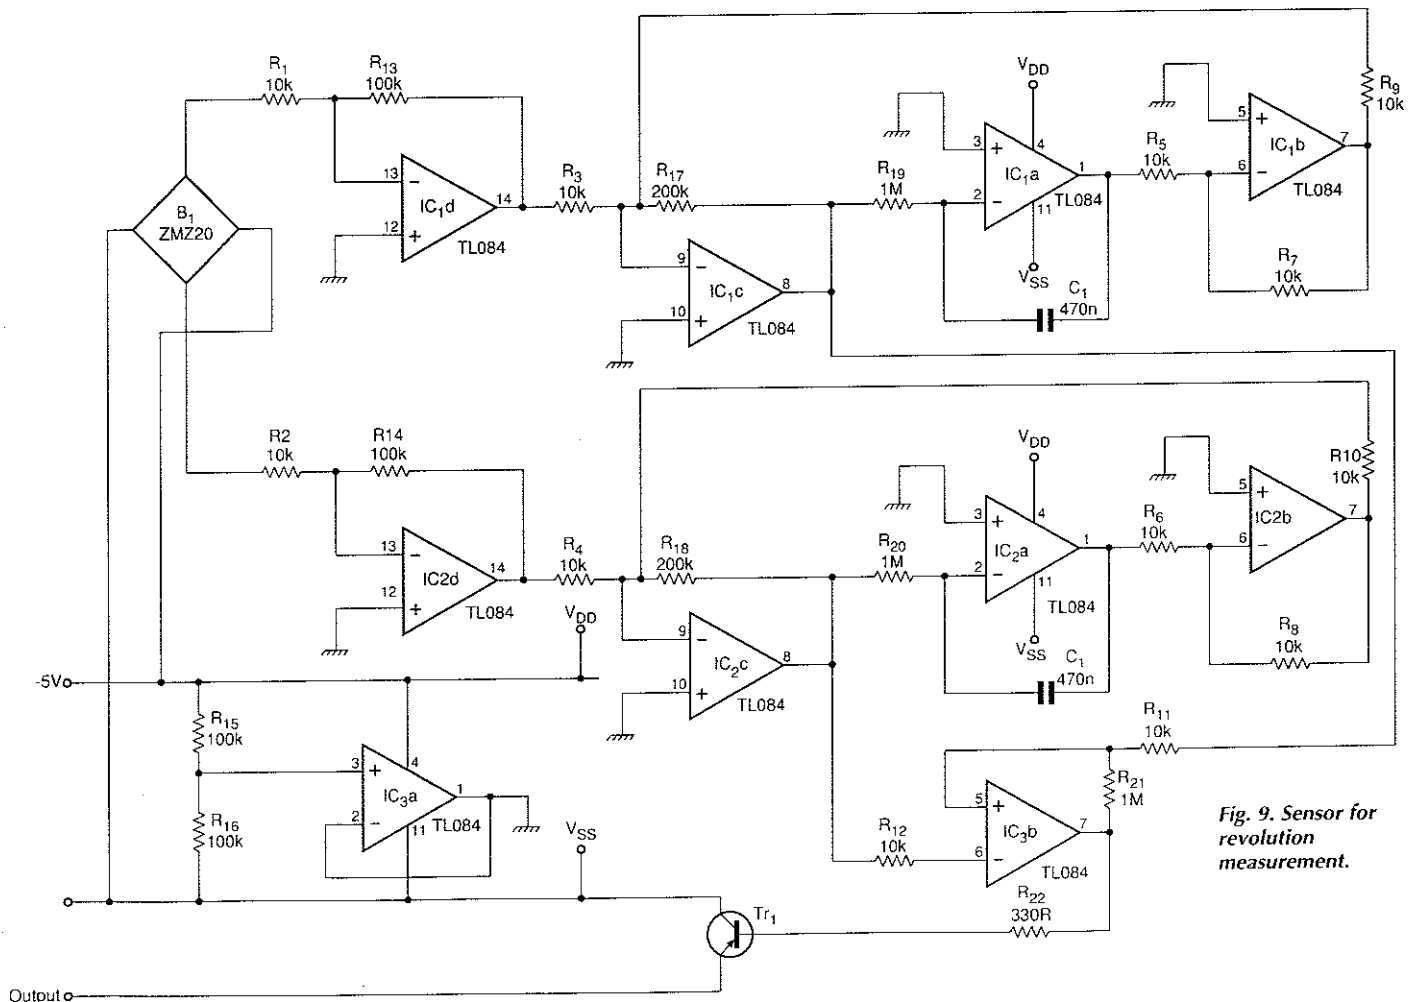 R1
10k
R13
100k
13
−
14
12
+
IC1d
TL084
B1
ZMZ20
R3
10k
R17
200k
9
−
8
10
+
IC1c
TL084
R19
1M
VDD
3
+
4
1
2
−
11
IC1a
TL084
VSS
C1
470n
R5
10k
5
+
7
6
−
IC1b
TL084
R7
10k
R9
10k
R2
10k
R14
100k
13
−
14
12
+
IC2d
TL084
R4
10k
R18
200k
9
−
8
10
+
IC2c
TL084
R20
1M
VDD
3
+
4
1
2
−
11
IC2a
TL084
VSS
C1
470n
R6
10k
5
+
7
6
−
IC2b
TL084
R8
10k
R10
10k
VDD
-5V
R15
100k
R16
100k
3
+
4
1
2
−
11
IC3a
TL084
VSS
R11
10k
R21
1M
R12
10k
5
+
7
6
−
IC3b
TL084
R22
330R
Tr1
Output
Fig. 9. Sensor for
revolution
measurement.